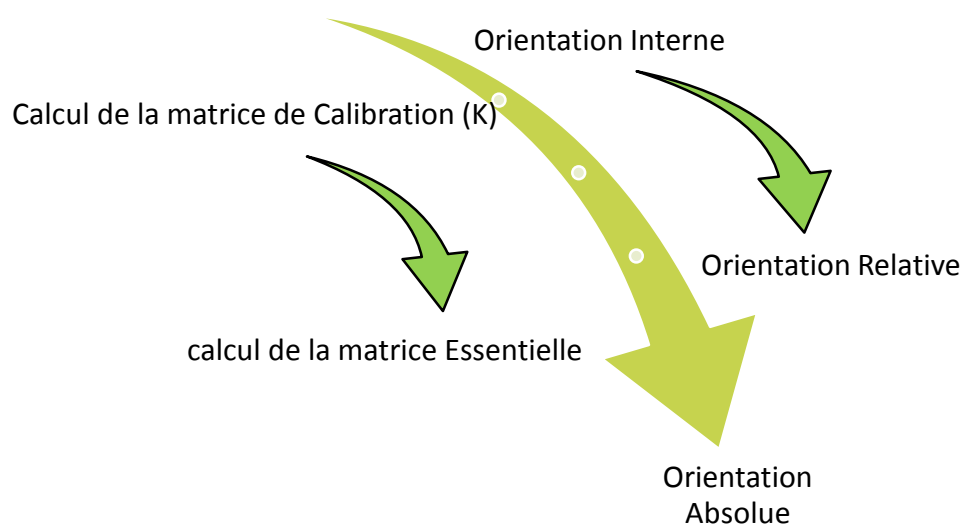 Orientation Interne
Calcul de la matrice de Calibration (K)
Orientation Relative
calcul de la matrice Essentielle
Orientation
Absolue